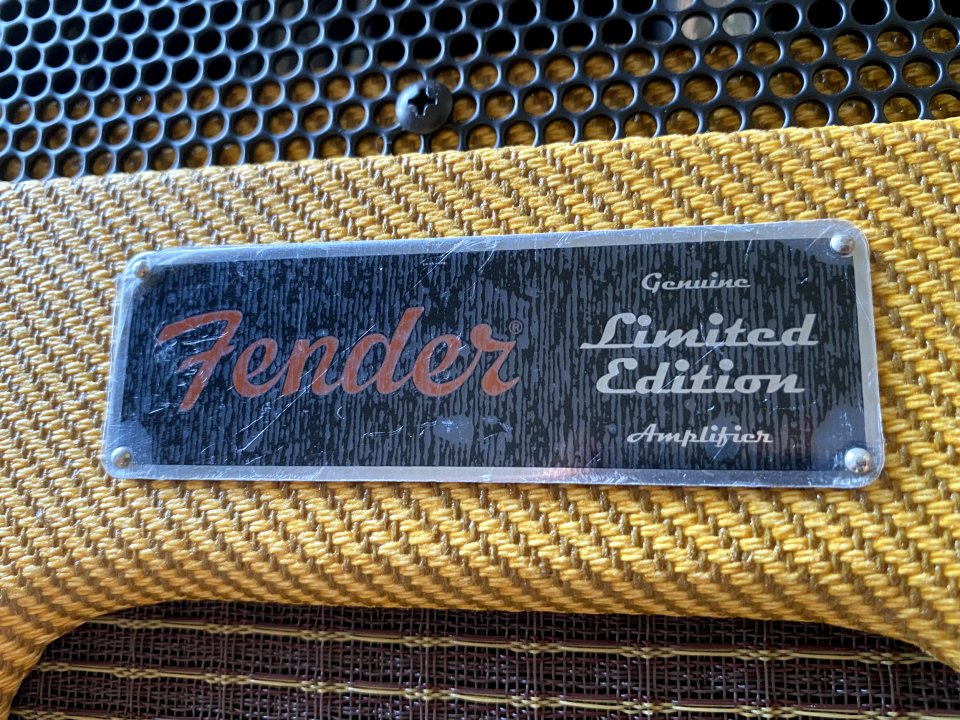 Fender®
Genuine
Limited
Edition
Amplifier